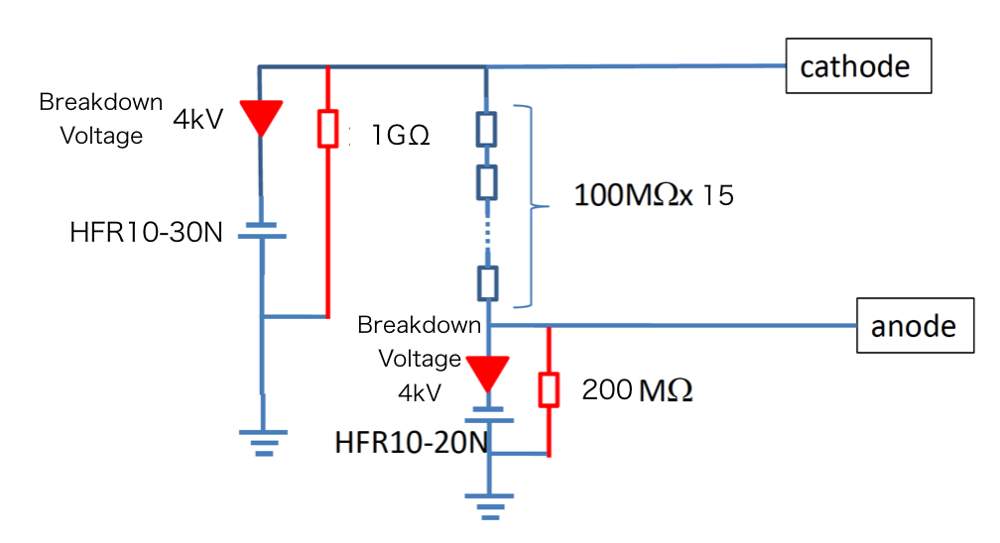 cathode
Breakdown
Voltage
4kV
1GΩ
100MΩx 15
HFR10-30N
Breakdown
Voltage
4kV
anode
200 MΩ
HFR10-20N